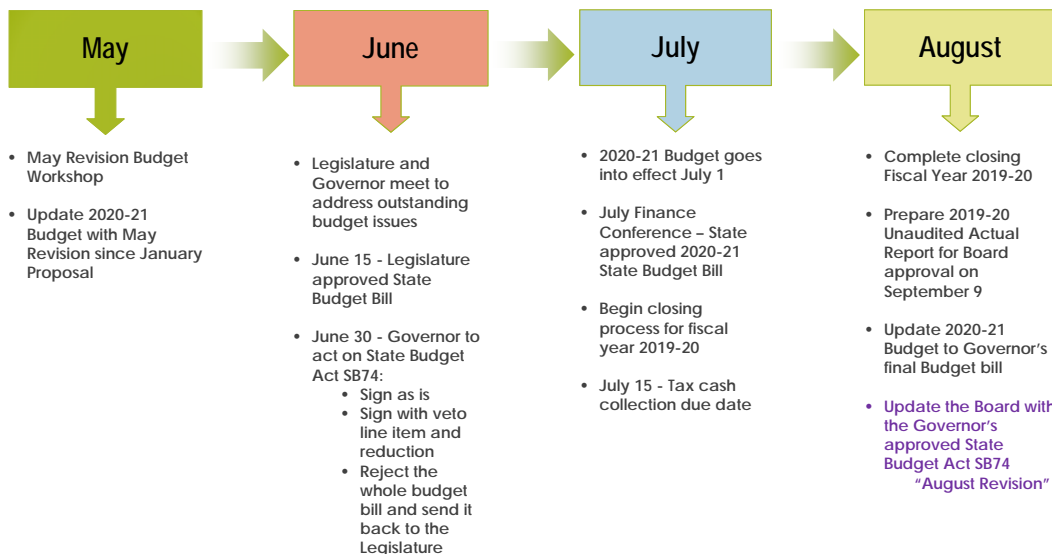 May
June
July
August
• May Revision Budget
Workshop
• Update 2020-21
Budget with May
Revision since January
Proposal
• Legislature and
Governor meet to
address outstanding
budget issues
• June 15 - Legislature
approved State
Budget Bill
• June 30 - Governor to
act on State Budget
Act SB74:
• Sign as is
• Sign with veto
line item and
reduction
• Reject the
whole budget
bill and send it
back to the
Legislature
• 2020-21 Budget goes
into effect July 1
• July Finance
Conference – State
approved 2020-21
State Budget Bill
• Begin closing
process for fiscal
year 2019-20
• July 15 - Tax cash
collection due date
• Complete closing
Fiscal Year 2019-20
• Prepare 2019-20
Unaudited Actual
Report for Board
approval on
September 9
• Update 2020-21
Budget to Governor's
final Budget bill
• Update the Board with
the Governor's
approved State
Budget Act SB74
"August Revision"